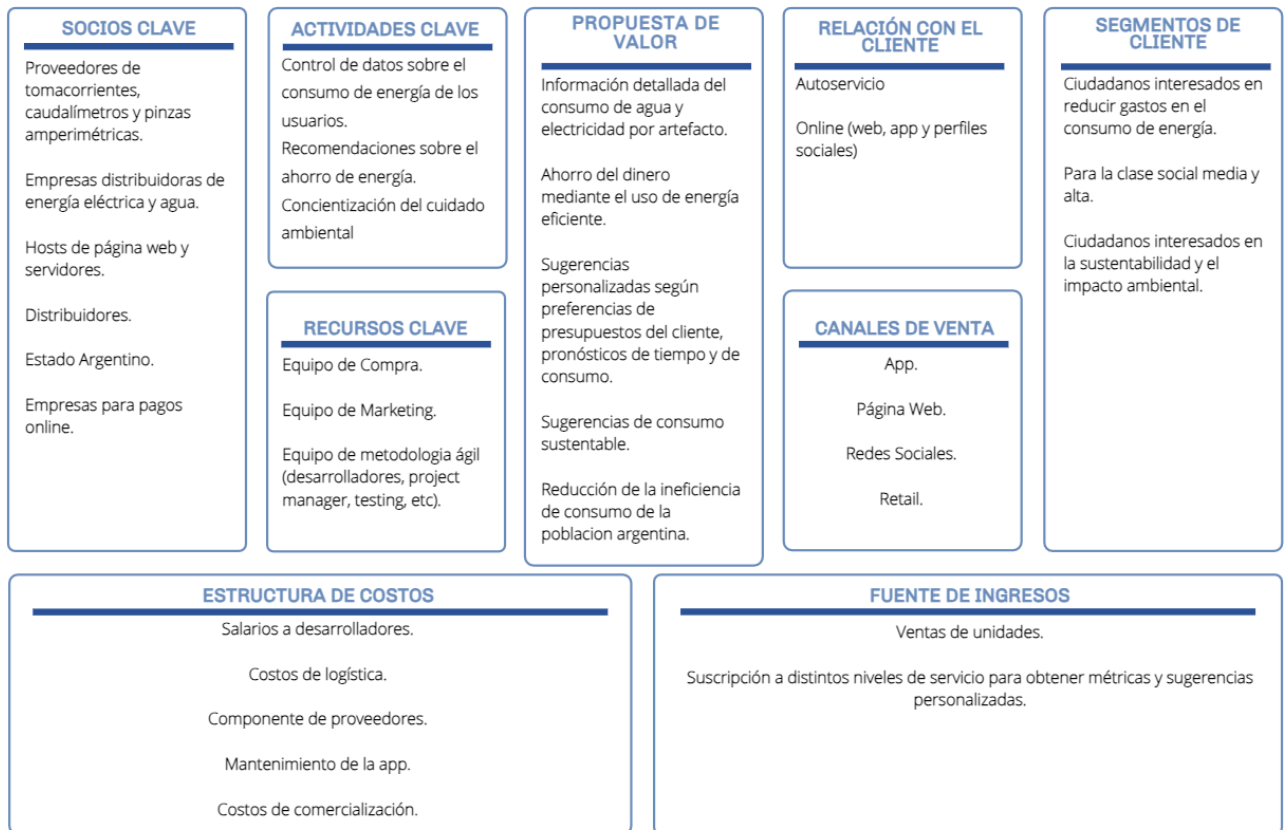 SOCIOS CLAVE
Proveedores de
tomacorrientes,
caudalímetros y pinzas
amperimétricas.
Empresas distribuidoras de
energía eléctrica y agua.
Hosts de página web y
servidores.
Distribuidores.
Estado Argentino.
Empresas para pagos
online.
ACTIVIDADES CLAVE
Control de datos sobre el
consumo de energía de los
usuarios.
Recomendaciones sobre el
ahorro de energía.
Concientización del cuidado
ambiental
RECURSOS CLAVE
Equipo de Compra.
Equipo de Marketing.
Equipo de metodologia ágil
(desarrolladores, project
manager, testing, etc).
PROPUESTA DE
VALOR
Información detallada del
consumo de agua y
electricidad por artefacto.
Ahorro del dinero
mediante el uso de energía
eficiente.
Sugerencias
personalizadas según
preferencias de
presupuestos del cliente,
pronósticos de tiempo y de
consumo.
Sugerencias de consumo
sustentable.
Reducción de la ineficiencia
de consumo de la
poblacion argentina.
RELACIÓN CON EL
CLIENTE
Autoservicio
Online (web, app y perfiles
sociales)
CANALES DE VENTA
App.
Página Web.
Redes Sociales.
Retail.
SEGMENTOS DE
CLIENTE
Ciudadanos interesados en
reducir gastos en el
consumo de energía.
Para la clase social media y
alta.
Ciudadanos interesados en
la sustentabilidad y el
impacto ambiental.
ESTRUCTURA DE COSTOS
Salarios a desarrolladores.
Costos de logística.
Componente de proveedores.
Mantenimiento de la app.
Costos de comercialización.
FUENTE DE INGRESOS
Ventas de unidades.
Suscripción a distintos niveles de servicio para obtener métricas y sugerencias
personalizadas.